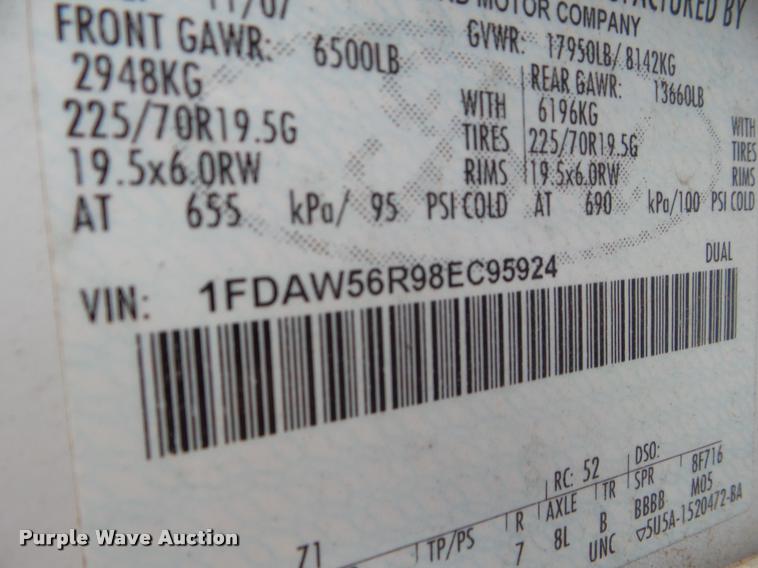 11/07
MOTOR COMPANY
FRONT GAWR: 6500LB GVWR: 17950LB/ 8142KG
2948KG REAR GAWR: 13660LB
WITH 6196KG WITH
225/70R19.5G TIRES 225/70R19.5G TIRES
19.5x6.0RW RIMS 19.5x6.0RW RIMS
AT 655 kPa/ 95 PSI COLD AT 690 kPa/100 PSI COLD
DUAL
VIN: 1FDAW56R98EC95924
RC: 52 DSO:
TP/PS R AXLE TR SPR 8F716
71 7 8L B BBBB M05
UNC ▽5U5A-1520472-BA
Purple Wave Auction